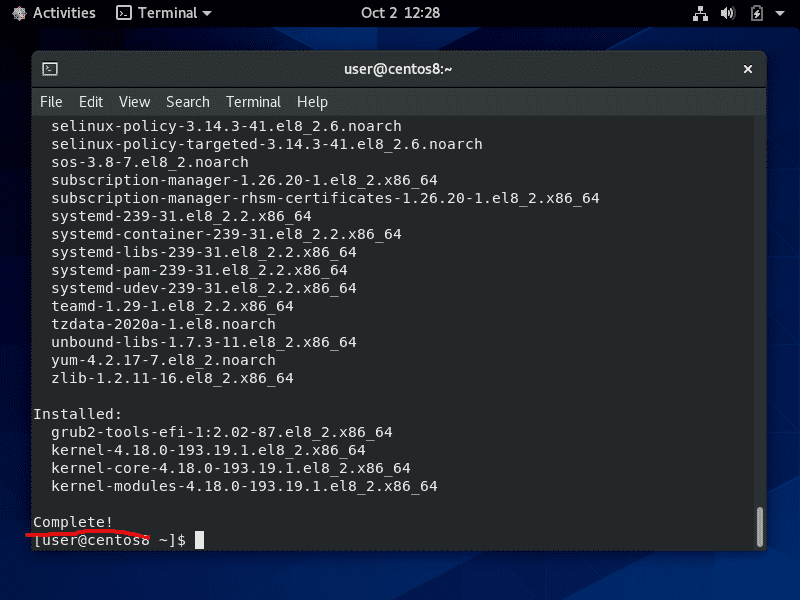 Activities Terminal Oct 2 12:28
user@centos8:~ ×
File Edit View Search Terminal Help
selinux-policy-3.14.3-41.el8_2.6.noarch
selinux-policy-targeted-3.14.3-41.el8_2.6.noarch
sos-3.8-7.el8_2.noarch
subscription-manager-1.26.20-1.el8_2.x86_64
subscription-manager-rhsm-certificates-1.26.20-1.el8_2.x86_64
systemd-239-31.el8_2.2.x86_64
systemd-container-239-31.el8_2.2.x86_64
systemd-libs-239-31.el8_2.2.x86_64
systemd-pam-239-31.el8_2.2.x86_64
systemd-udev-239-31.el8_2.2.x86_64
teamd-1.29-1.el8_2.2.x86_64
tzdata-2020a-1.el8.noarch
unbound-libs-1.7.3-11.el8_2.x86_64
yum-4.2.17-7.el8_2.noarch
zlib-1.2.11-16.el8_2.x86_64
Installed:
grub2-tools-efi-1:2.02-87.el8_2.x86_64
kernel-4.18.0-193.19.1.el8_2.x86_64
kernel-core-4.18.0-193.19.1.el8_2.x86_64
kernel-modules-4.18.0-193.19.1.el8_2.x86_64
Complete!
[user@centos8 ~]$